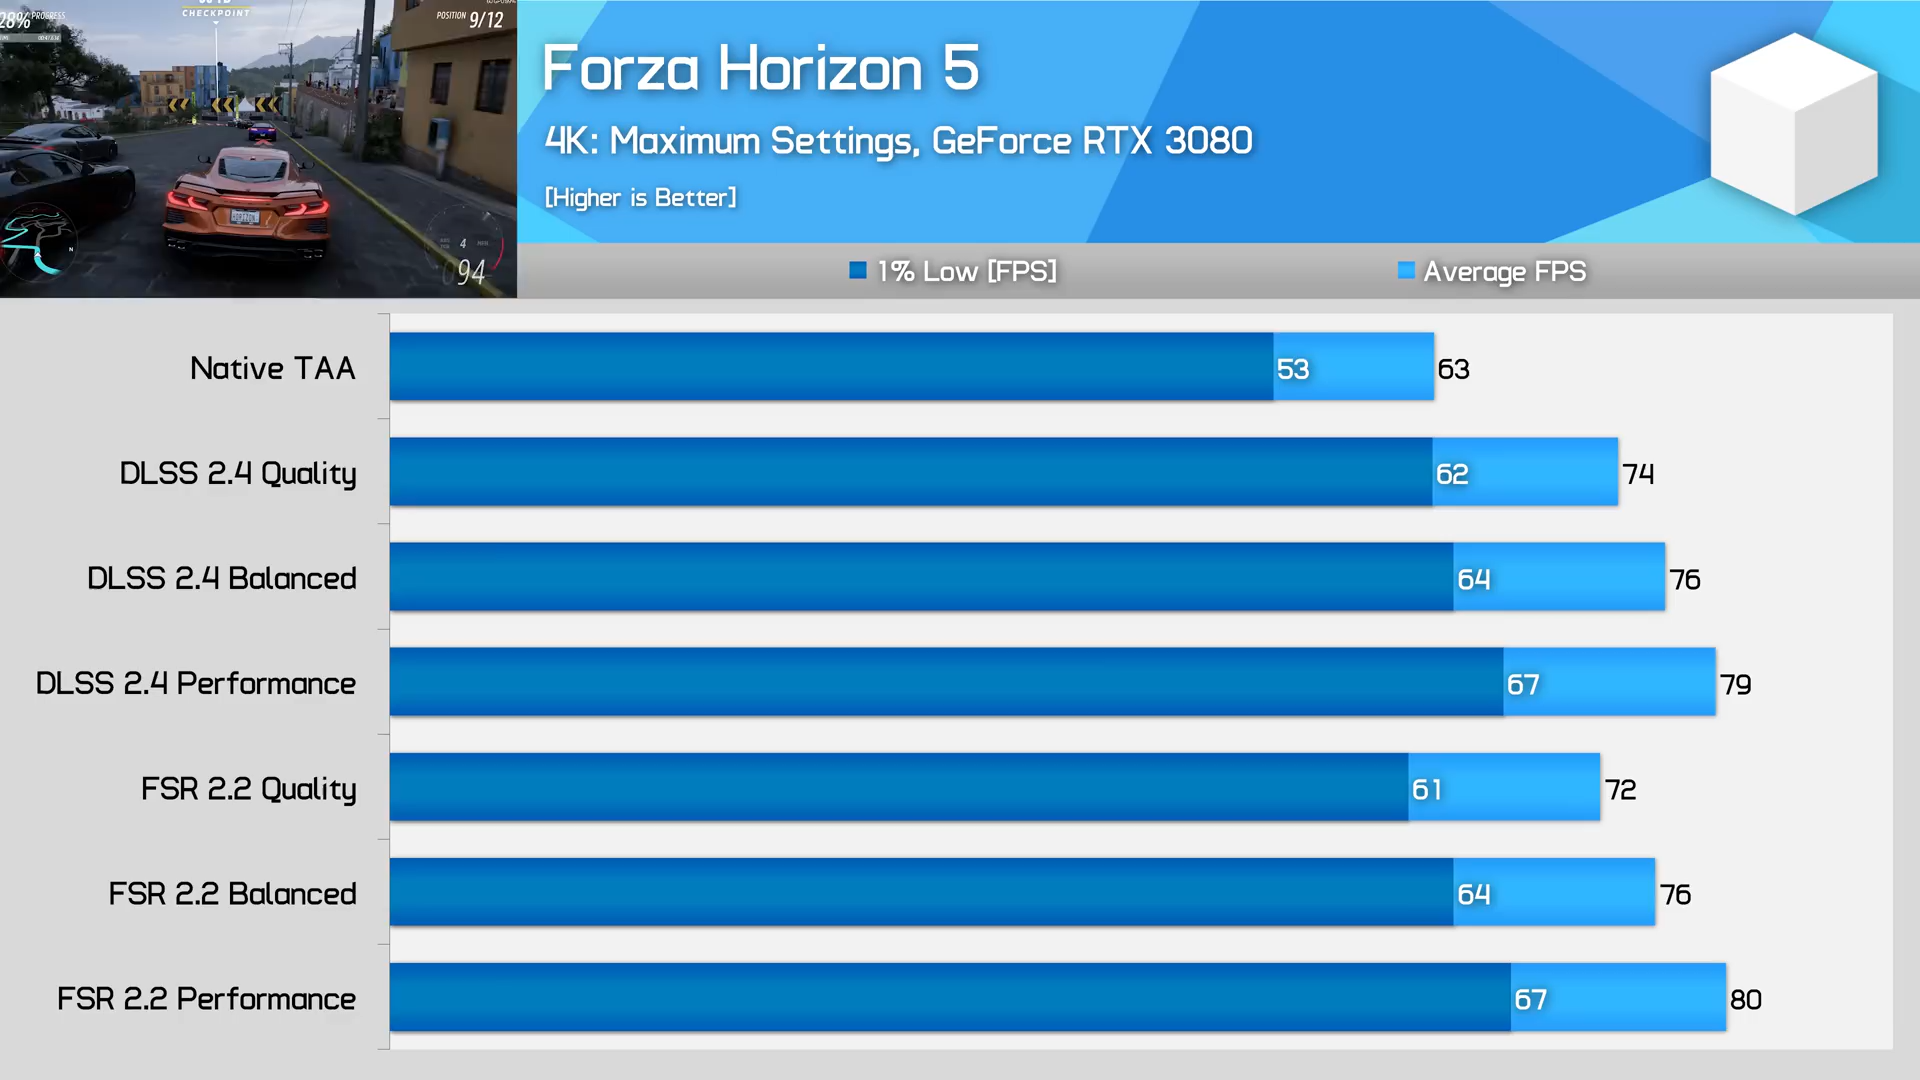 28% PROGRESS
CHECKPOINT
POSITION 9/12
HORIZON
N
4
94
Forza Horizon 5
4K: Maximum Settings, GeForce RTX 3080
[Higher is Better]
1% Low [FPS]
Average FPS
Native TAA 53 63
DLSS 2.4 Quality 62 74
DLSS 2.4 Balanced 64 76
DLSS 2.4 Performance 67 79
FSR 2.2 Quality 61 72
FSR 2.2 Balanced 64 76
FSR 2.2 Performance 67 80